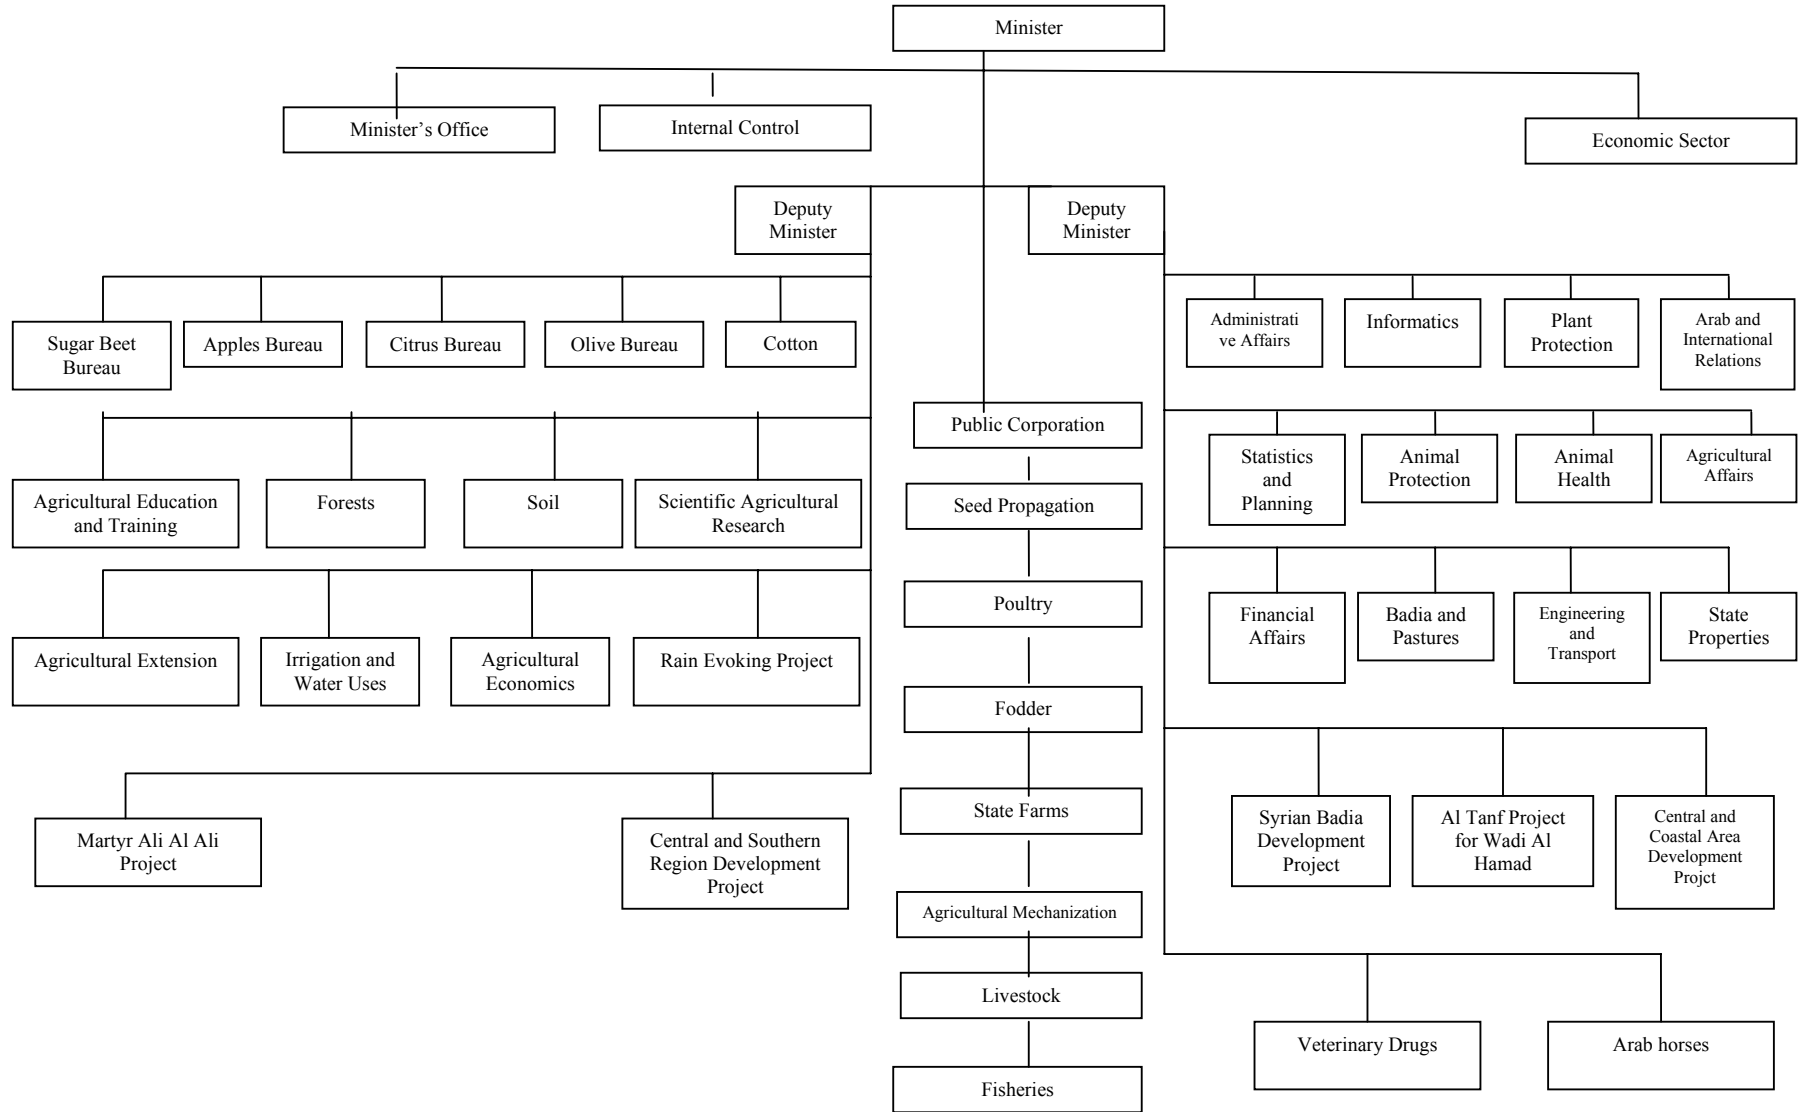 Minister
Minister's Office
Internal Control
Economic Sector
Deputy
Minister
Deputy
Minister
Sugar Beet
Bureau
Apples Bureau
Citrus Bureau
Olive Bureau
Cotton
Administrati
ve Affairs
Informatics
Plant
Protection
Arab and
International
Relations
Public Corporation
Statistics
and
Planning
Animal
Protection
Animal
Health
Agricultural
Affairs
Agricultural Education
and Training
Forests
Soil
Scientific Agricultural
Research
Seed Propagation
Poultry
Financial
Affairs
Badia and
Pastures
Engineering
and
Transport
State
Properties
Agricultural Extension
Irrigation and
Water Uses
Agricultural
Economics
Rain Evoking Project
Fodder
State Farms
Syrian Badia
Development
Project
Al Tanf Project
for Wadi Al
Hamad
Central and
Coastal Area
Development
Projct
Martyr Ali Al Ali
Project
Central and Southern
Region Development
Project
Agricultural Mechanization
Livestock
Veterinary Drugs
Arab horses
Fisheries